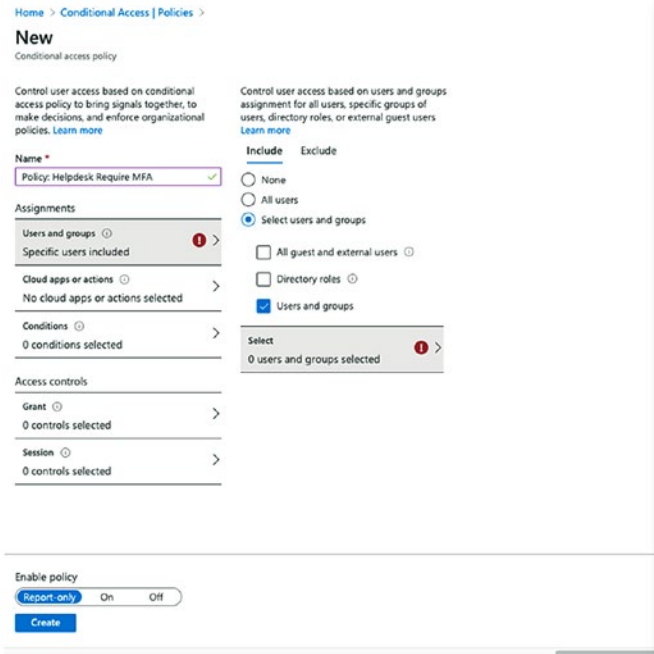 Home > Conditional Access | Policies >
New
Conditional access policy
Control user access based on conditional
access policy to bring signals together, to
make decisions, and enforce organizational
policies. Learn more
Name *
Policy: Helpdesk Require MFA
Assignments
Users and groups
Specific users included
Cloud apps or actions
No cloud apps or actions selected
Conditions
0 conditions selected
Access controls
Grant
0 controls selected
Session
0 controls selected
Control user access based on users and groups
assignment for all users, specific groups of
users, directory roles, or external guest users
Learn more
Include Exclude
None
All users
Select users and groups
All guest and external users
Directory roles
Users and groups
Select
0 users and groups selected
Enable policy
Report-only On Off
Create